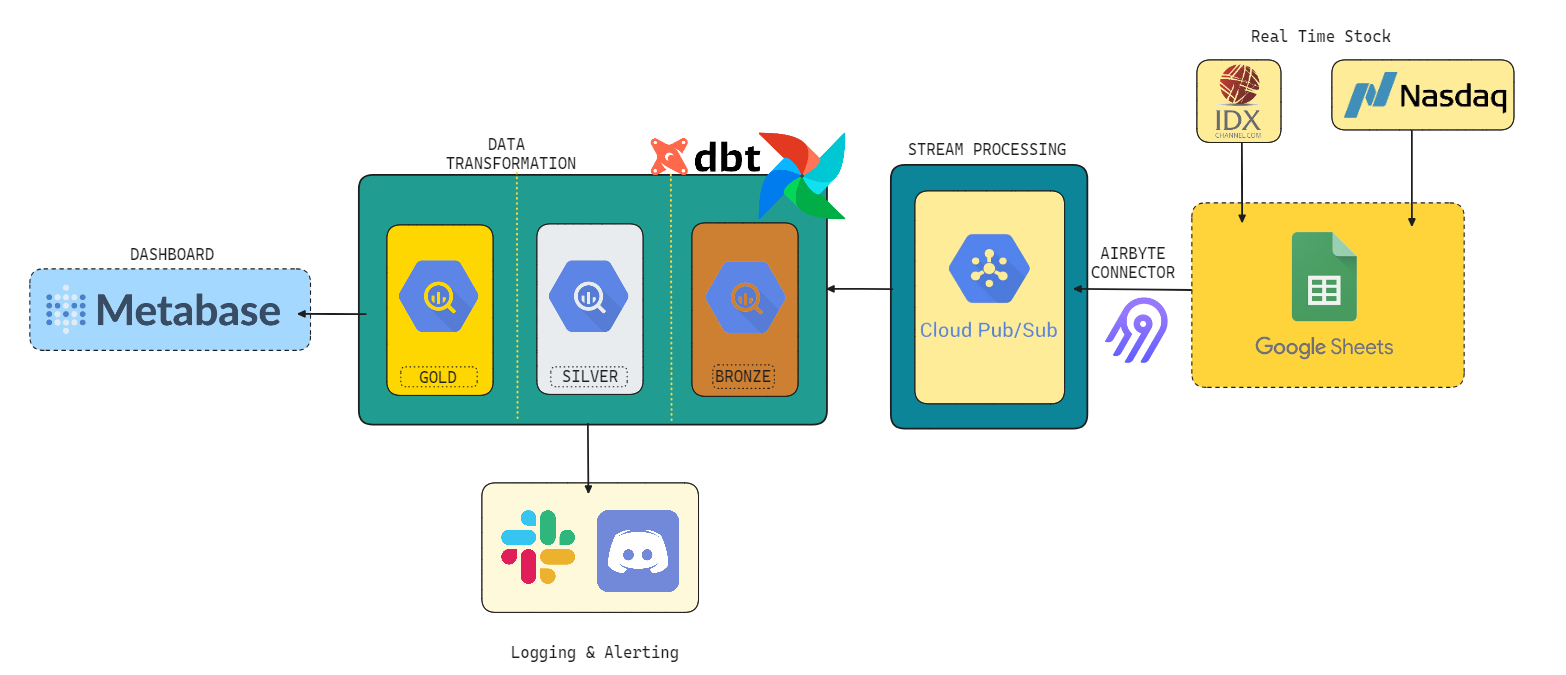 Real Time Stock
IDX
CHANNEL.COM
Nasdaq
DATA
TRANSFORMATION
dbt
STREAM PROCESSING
DASHBOARD
Metabase
GOLD
SILVER
BRONZE
Cloud Pub/Sub
AIRBYTE
CONNECTOR
Google Sheets
Logging & Alerting